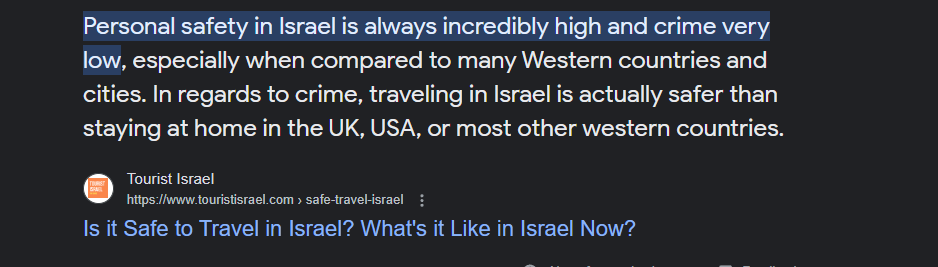 Personal safety in Israel is always incredibly high and crime very
low, especially when compared to many Western countries and
cities. In regards to crime, traveling in Israel is actually safer than
staying at home in the UK, USA, or most other western countries.
TOURIST
ISRAEL
Tourist Israel
https://www.touristisrael.com › safe-travel-israel
Is it Safe to Travel in Israel? What's it Like in Israel Now?